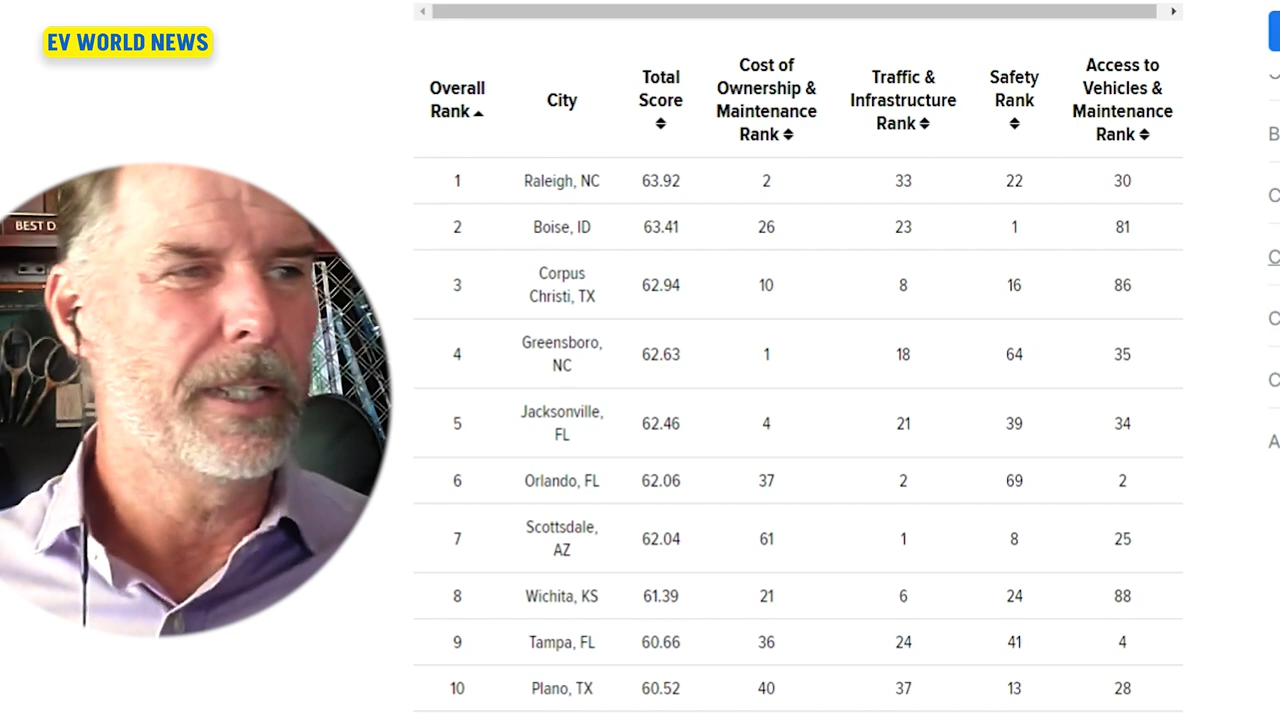 EV WORLD NEWS
BEST D
Overall Rank
City
Total Score
Cost of Ownership & Maintenance Rank
Traffic & Infrastructure Rank
Safety Rank
Access to Vehicles & Maintenance Rank
1 Raleigh, NC 63.92 2 33 22 30
2 Boise, ID 63.41 26 23 1 81
3 Corpus Christi, TX 62.94 10 8 16 86
4 Greensboro, NC 62.63 1 18 64 35
5 Jacksonville, FL 62.46 4 21 39 34
6 Orlando, FL 62.06 37 2 69 2
7 Scottsdale, AZ 62.04 61 1 8 25
8 Wichita, KS 61.39 21 6 24 88
9 Tampa, FL 60.66 36 24 41 4
10 Plano, TX 60.52 40 37 13 28
B
C
C
C
C
A